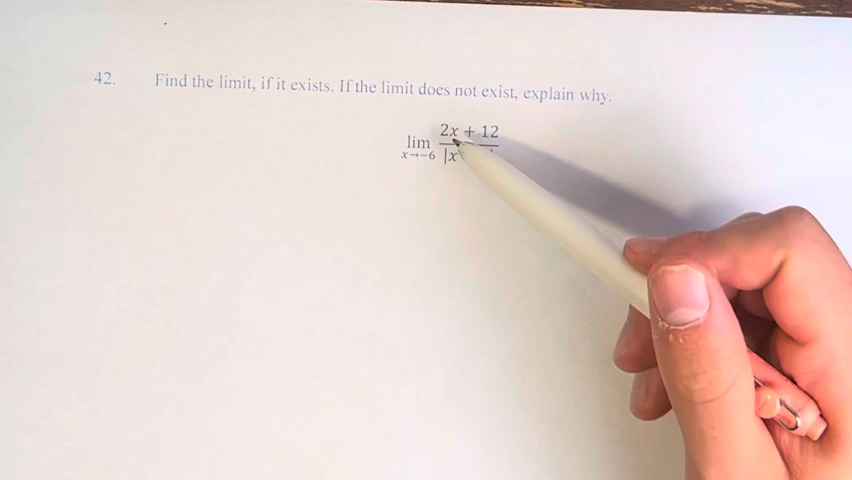 42. Find the limit, if it exists. If the limit does not exist, explain why.
2x + 12
lim
x→−6 |x